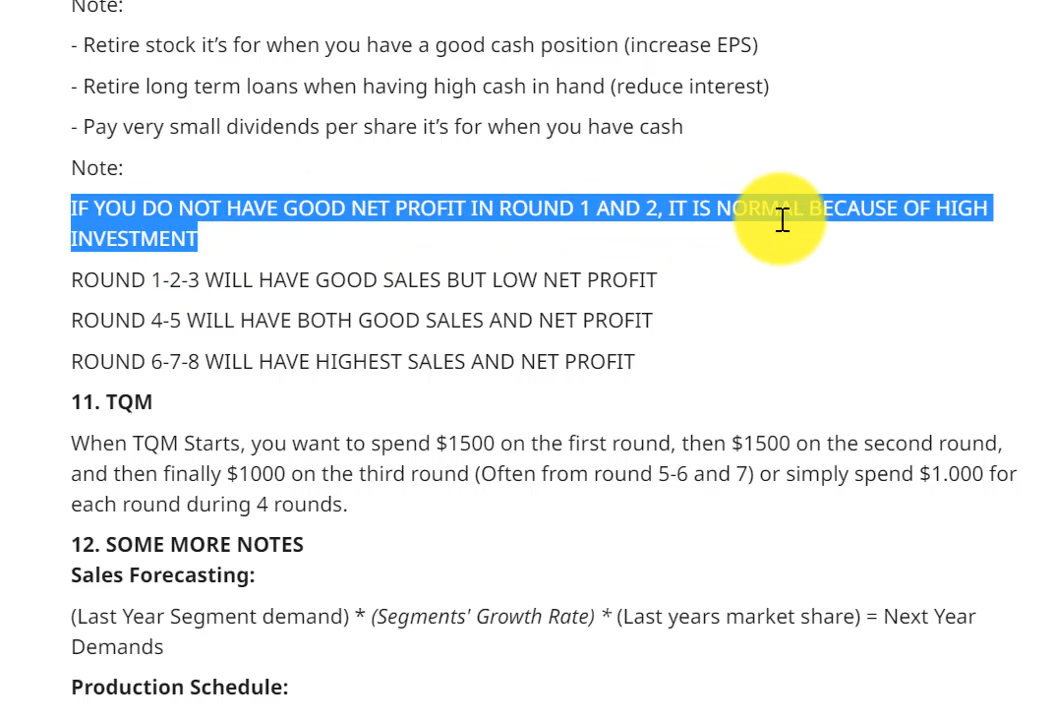 Note:
- Retire stock it’s for when you have a good cash position (increase EPS)
- Retire long term loans when having high cash in hand (reduce interest)
- Pay very small dividends per share it’s for when you have cash
Note:
IF YOU DO NOT HAVE GOOD NET PROFIT IN ROUND 1 AND 2, IT IS NORMAL BECAUSE OF HIGH
INVESTMENT
ROUND 1-2-3 WILL HAVE GOOD SALES BUT LOW NET PROFIT
ROUND 4-5 WILL HAVE BOTH GOOD SALES AND NET PROFIT
ROUND 6-7-8 WILL HAVE HIGHEST SALES AND NET PROFIT
11. TQM
When TQM Starts, you want to spend $1500 on the first round, then $1500 on the second round,
and then finally $1000 on the third round (Often from round 5-6 and 7) or simply spend $1.000 for
each round during 4 rounds.
12. SOME MORE NOTES
Sales Forecasting:
(Last Year Segment demand) * (Segments' Growth Rate) * (Last years market share) = Next Year
Demands
Production Schedule: